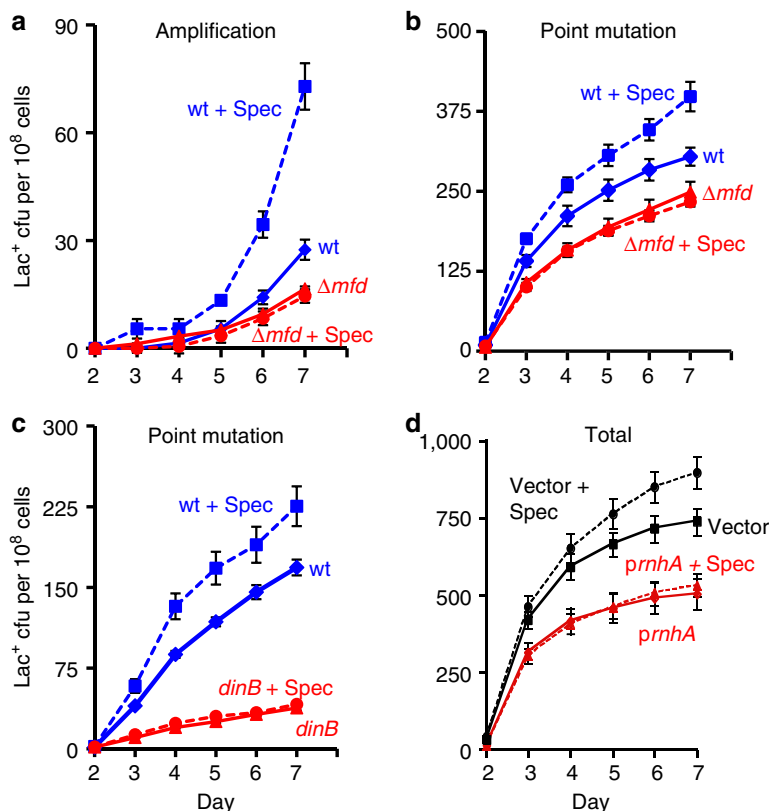 a
Amplification
90
60
30
0
2 3 4 5 6 7
Lac⁺ cfu per 10⁸ cells
wt + Spec
wt
Δmfd
Δmfd + Spec
b
Point mutation
500
375
250
125
0
2 3 4 5 6 7
wt + Spec
wt
Δmfd
Δmfd + Spec
c
Point mutation
300
225
150
75
0
2 3 4 5 6 7
Day
Lac⁺ cfu per 10⁸ cells
wt + Spec
wt
dinB + Spec
dinB
d
Total
1,000
750
500
250
0
2 3 4 5 6 7
Day
Vector +
Spec
Vector
prnhA + Spec
prnhA